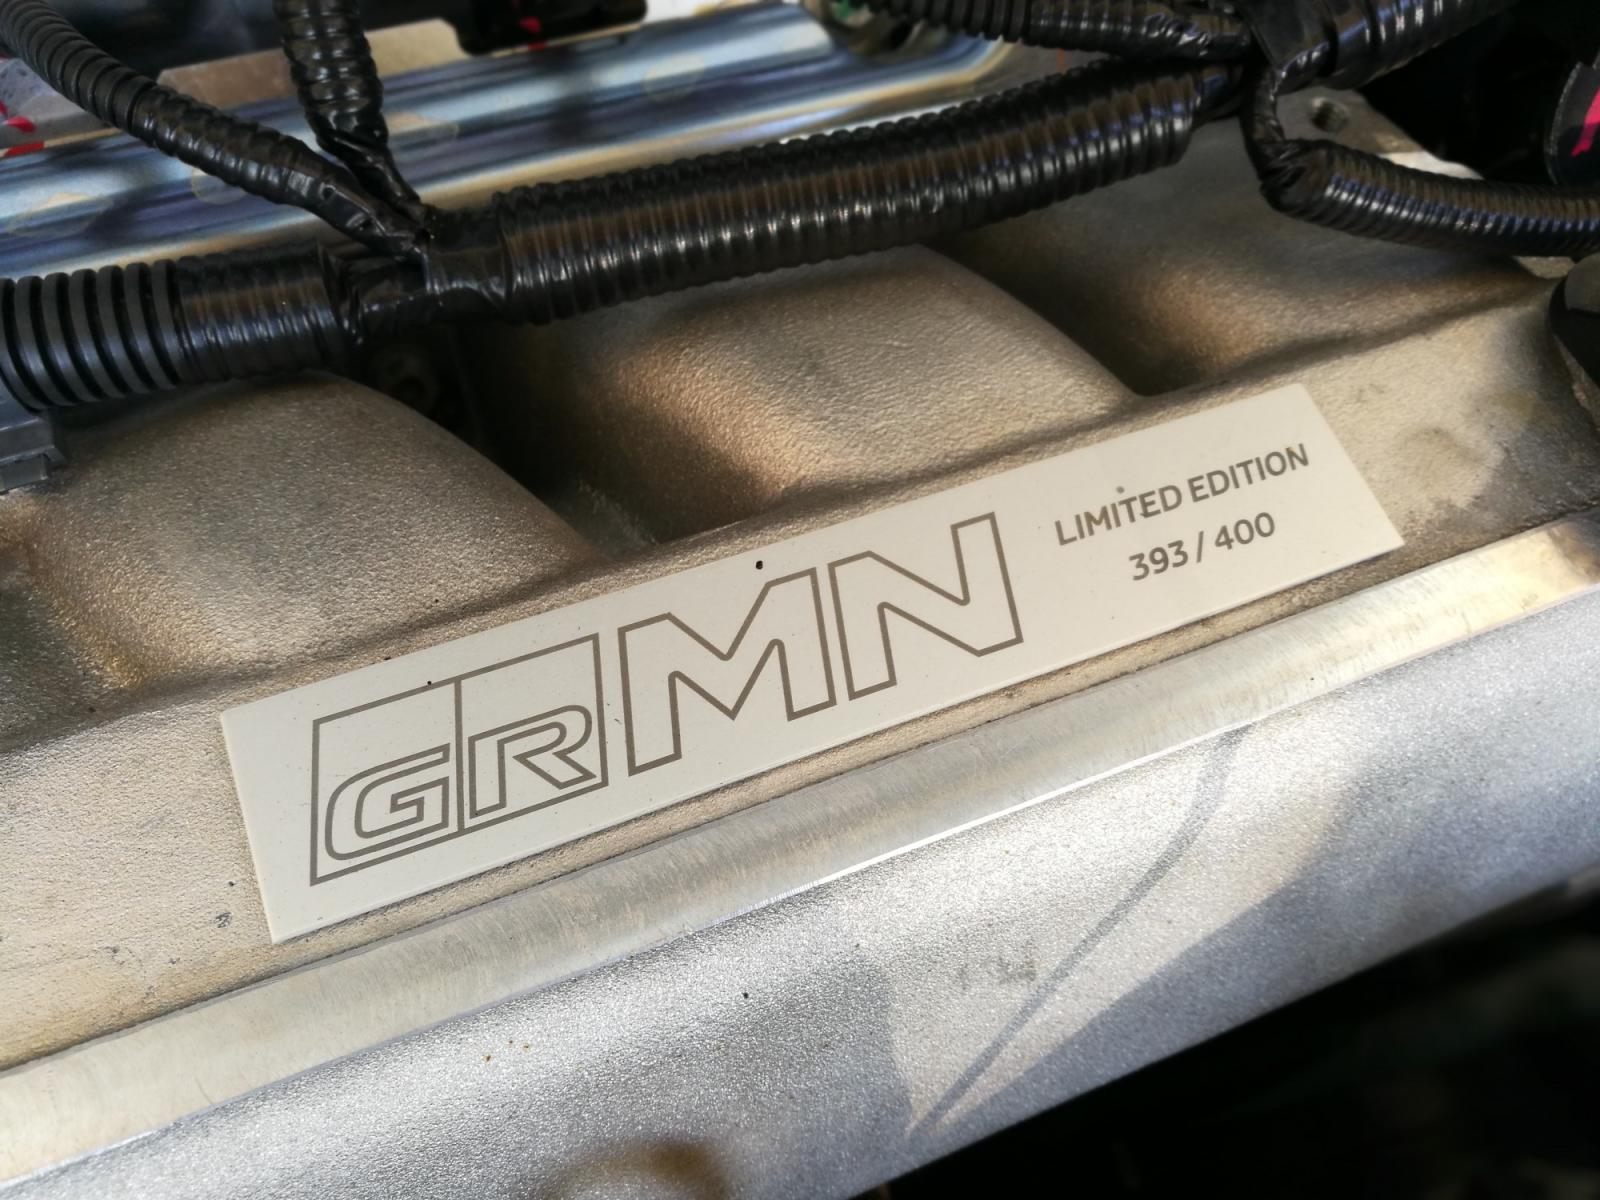 GRMN
LIMITED EDITION
393 / 400